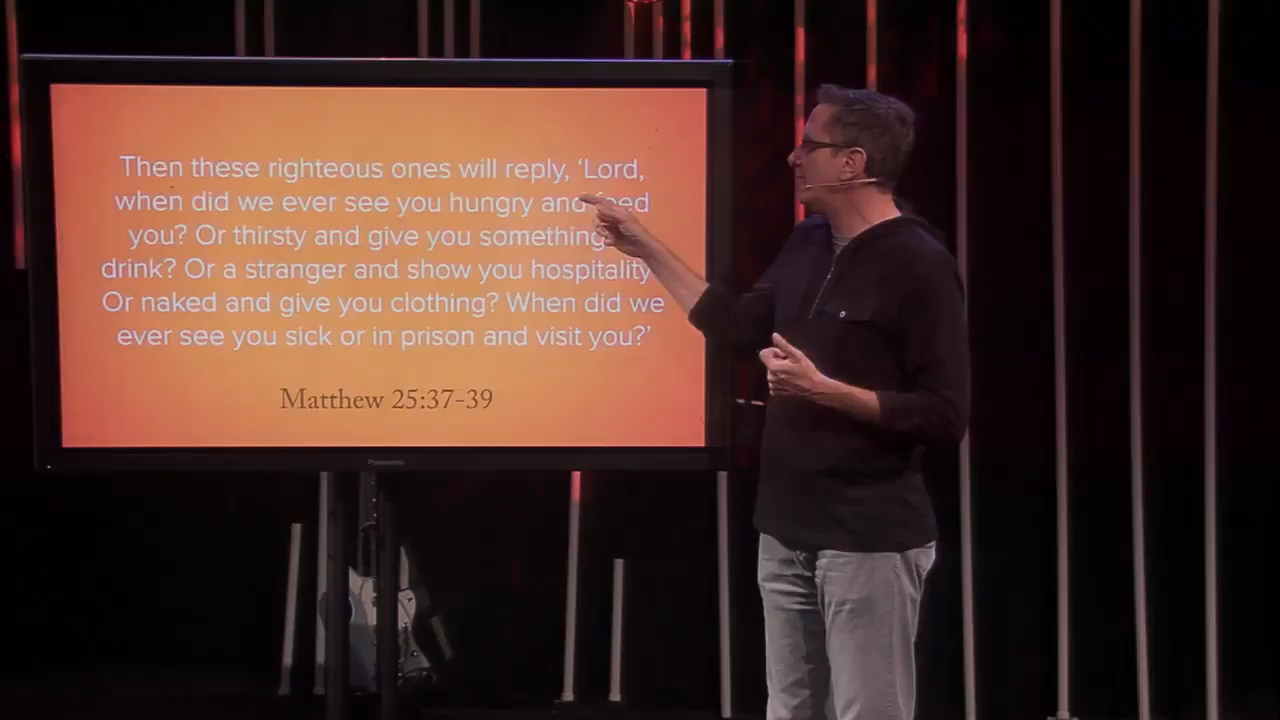 Then these righteous ones will reply, ‘Lord,
when did we ever see you hungry and feed
you? Or thirsty and give you something
drink? Or a stranger and show you hospitality
Or naked and give you clothing? When did we
ever see you sick or in prison and visit you?’
Matthew 25:37-39
Panasonic